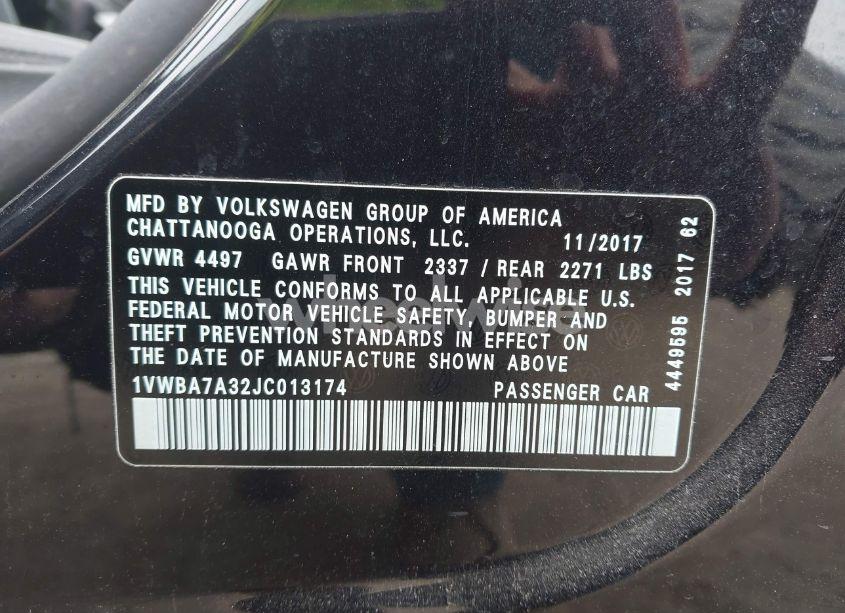 MFD BY VOLKSWAGEN GROUP OF AMERICA
CHATTANOOGA OPERATIONS, LLC. 11/2017
GVWR 4497 GAWR FRONT 2337 / REAR 2271 LBS
THIS VEHICLE CONFORMS TO ALL APPLICABLE U.S.
FEDERAL MOTOR VEHICLE SAFETY, BUMPER AND
THEFT PREVENTION STANDARDS IN EFFECT ON
THE DATE OF MANUFACTURE SHOWN ABOVE
1VWBA7A32JC013174 PASSENGER CAR
4449595 2017 62